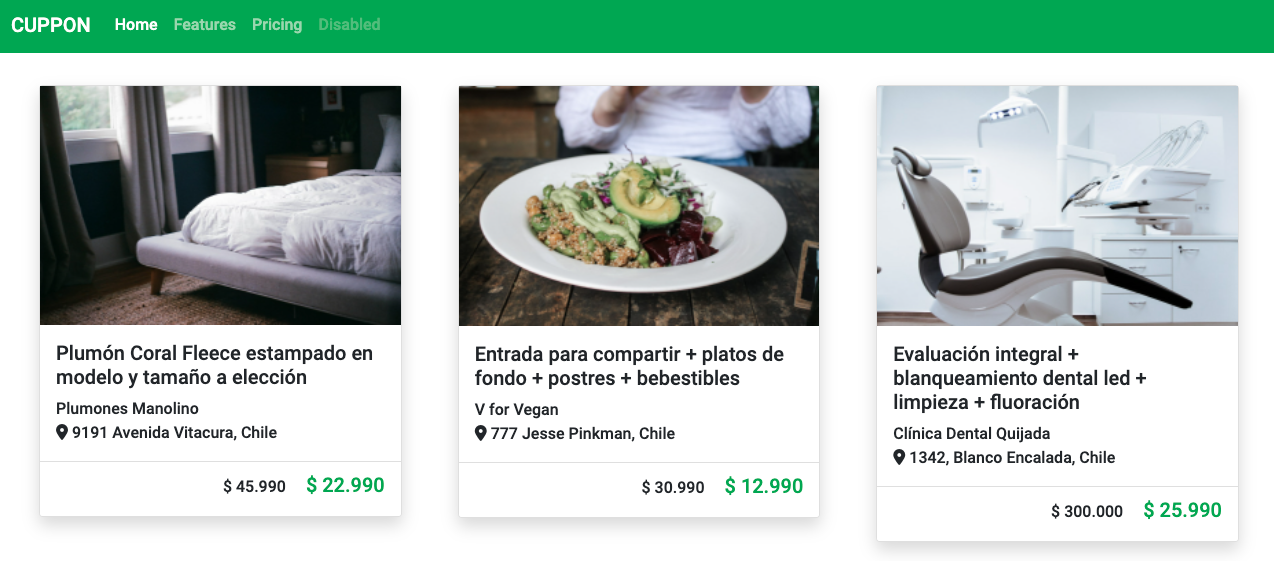 CUPPON Home Features Pricing Disabled
Plumón Coral Fleece estampado en
modelo y tamaño a elección
Plumones Manolino
9191 Avenida Vitacura, Chile
$ 45.990 $ 22.990
Entrada para compartir + platos de
fondo + postres + bebestibles
V for Vegan
777 Jesse Pinkman, Chile
$ 30.990 $ 12.990
Evaluación integral +
blanqueamiento dental led +
limpieza + fluoración
Clínica Dental Quijada
1342, Blanco Encalada, Chile
$ 300.000 $ 25.990